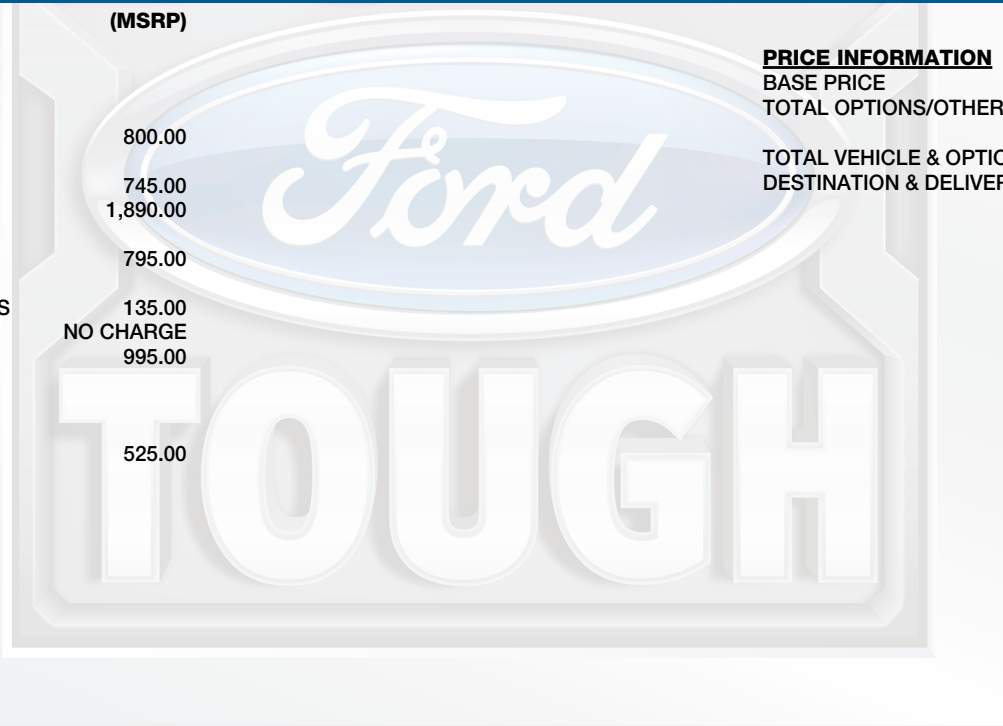 (MSRP)
PRICE INFORMATION
BASE PRICE
TOTAL OPTIONS/OTHER
800.00
TOTAL VEHICLE & OPTIO
745.00
DESTINATION & DELIVER
1,890.00
795.00
S 135.00
NO CHARGE
995.00
525.00
Ford
TOUGH